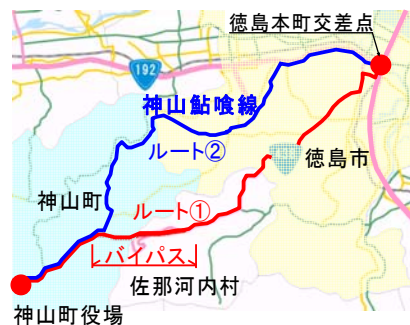 徳島本町交差点
192
神山鮎喰線
ルート②
徳島市
神山町
ルート①
バイパス
佐那河内村
神山町役場